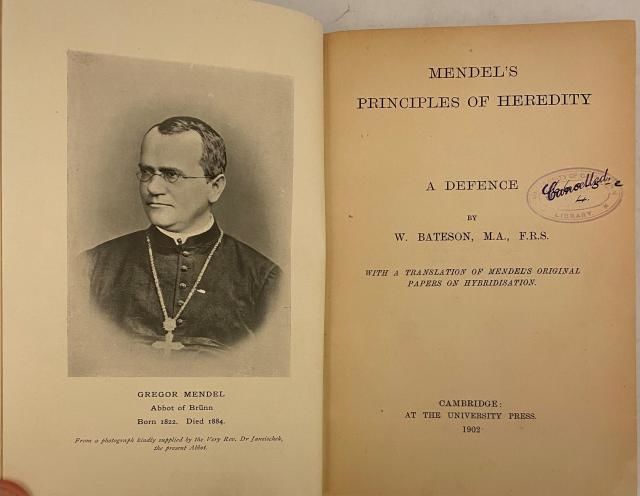 GREGOR MENDEL
Abbot of Brünn
Born 1822. Died 1884.
From a photograph kindly supplied by the Very Rev. Dr Janeischek,
the present Abbot.
MENDEL'S
PRINCIPLES OF HEREDITY
A DEFENCE
BY
W. BATESON, M.A., F.R.S.
WITH A TRANSLATION OF MENDEL'S ORIGINAL
PAPERS ON HYBRIDISATION.
Cancelled.
LIBRARY.
CAMBRIDGE:
AT THE UNIVERSITY PRESS.
1902